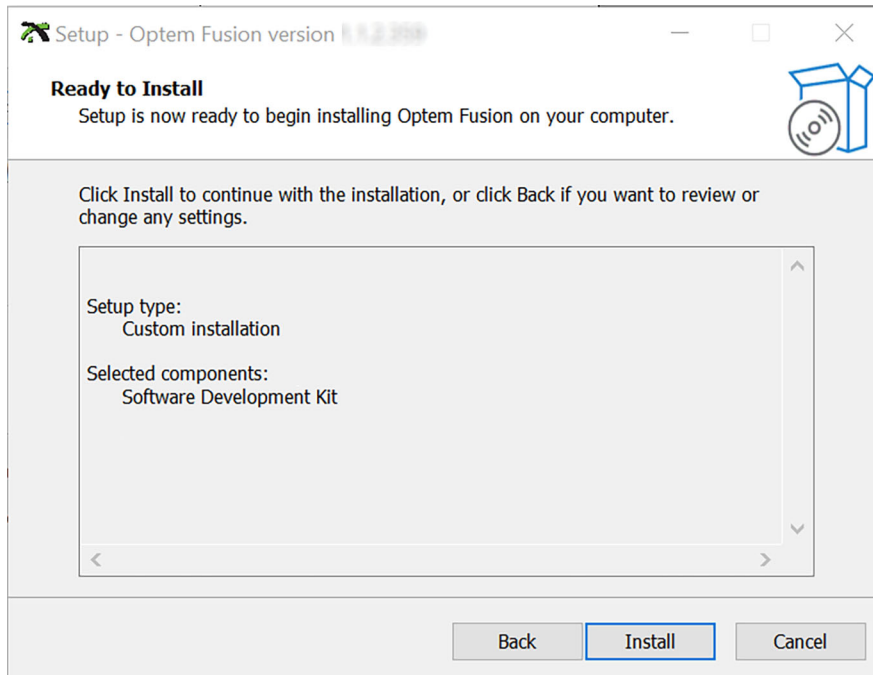 Setup - Optem Fusion version
Ready to Install
Setup is now ready to begin installing Optem Fusion on your computer.
Click Install to continue with the installation, or click Back if you want to review or
change any settings.
Setup type:
Custom installation
Selected components:
Software Development Kit
Back
Install
Cancel